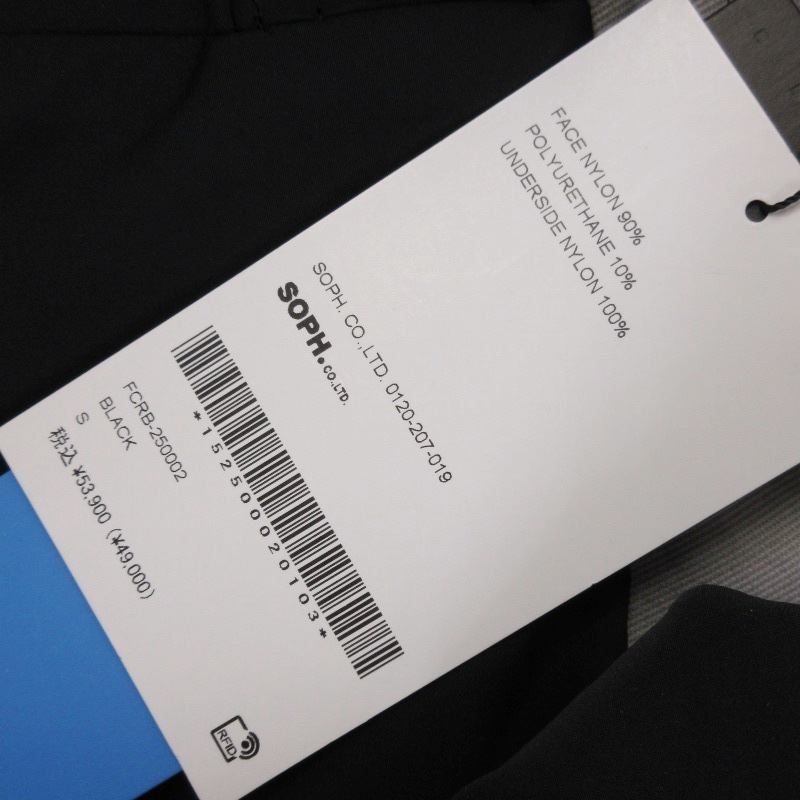 FACE NYLON 90%
POLYURETHANE 10%
UNDERSIDE NYLON 100%
SOPH. CO.,LTD. 0120-207-019
SOPH.CO.,LTD.
*152500020103*
FCRB-250002
BLACK
S
税込 ¥53,900 (¥49,000)
RFID